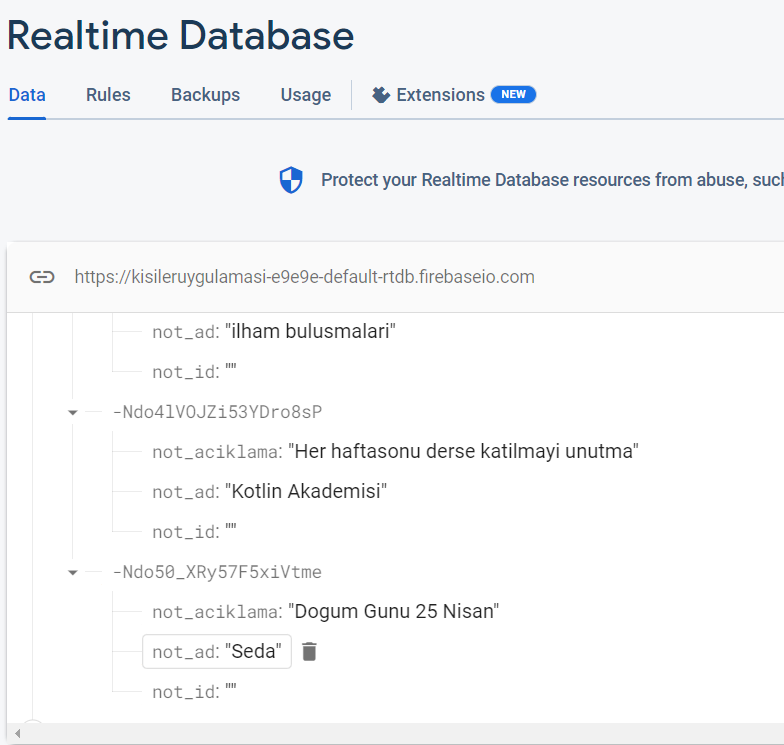 Realtime Database
Data Rules Backups Usage Extensions NEW
Protect your Realtime Database resources from abuse, such
https://kisileruygulamasi-e9e9e-default-rtdb.firebaseio.com
not_ad: "ilham bulusmalari"
not_id: ""
-Ndo4lVOJZi53YDro8sP
not_aciklama: "Her haftasonu derse katilmayi unutma"
not_ad: "Kotlin Akademisi"
not_id: ""
-Ndo50_XRy57F5xiVtme
not_aciklama: "Dogum Gunu 25 Nisan"
not_ad: "Seda"
not_id: ""